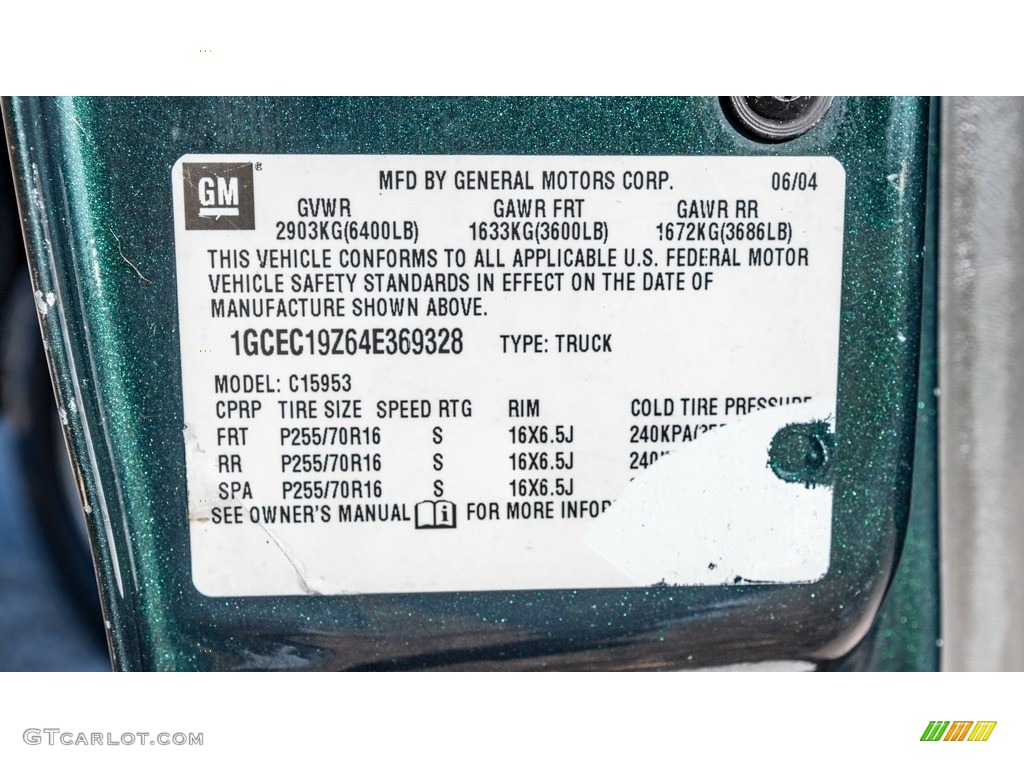 GM
MFD BY GENERAL MOTORS CORP. 06/04
GVWR GAWR FRT GAWR RR
2903KG(6400LB) 1633KG(3600LB) 1672KG(3686LB)
THIS VEHICLE CONFORMS TO ALL APPLICABLE U.S. FEDERAL MOTOR
VEHICLE SAFETY STANDARDS IN EFFECT ON THE DATE OF
MANUFACTURE SHOWN ABOVE.
1GCEC19Z64E369328 TYPE: TRUCK
MODEL: C15953
CPRP TIRE SIZE SPEED RTG RIM COLD TIRE PRESSURE
FRT P255/70R16 S 16X6.5J 240KPA
RR P255/70R16 S 16X6.5J 240
SPA P255/70R16 S 16X6.5J
SEE OWNER'S MANUAL i FOR MORE
GTCarLot.com